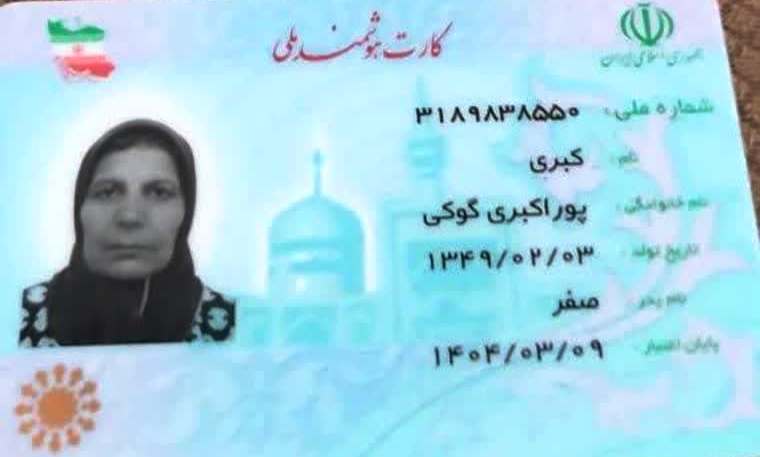 کارت هوشمند ملی
جمهوری اسلامی ایران
شماره ملی: ۳۱۸۹۸۳۸۵۵۰
نام: کبری
نام خانوادگی: پوراکبری گوکی
تاریخ تولد: ۱۳۴۹/۰۲/۰۳
نام پدر: صفر
پایان اعتبار: ۱۴۰۴/۰۳/۰۹